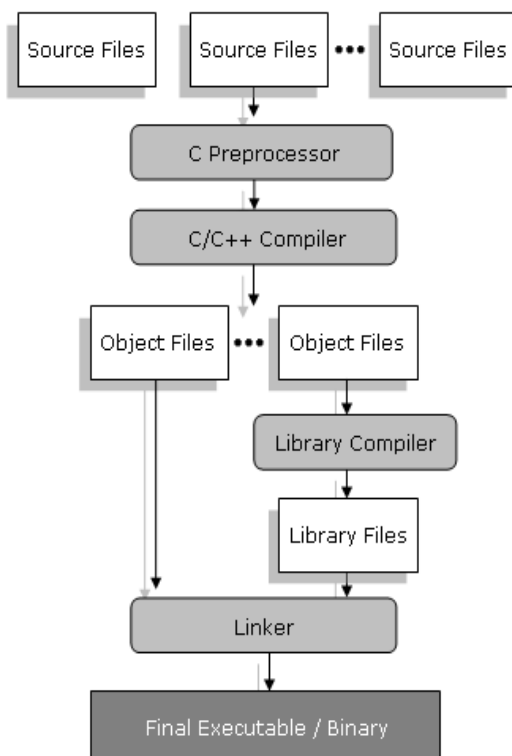 Source Files
Source Files
Source Files
C Preprocessor
C/C++ Compiler
Object Files
Object Files
Library Compiler
Library Files
Linker
Final Executable / Binary